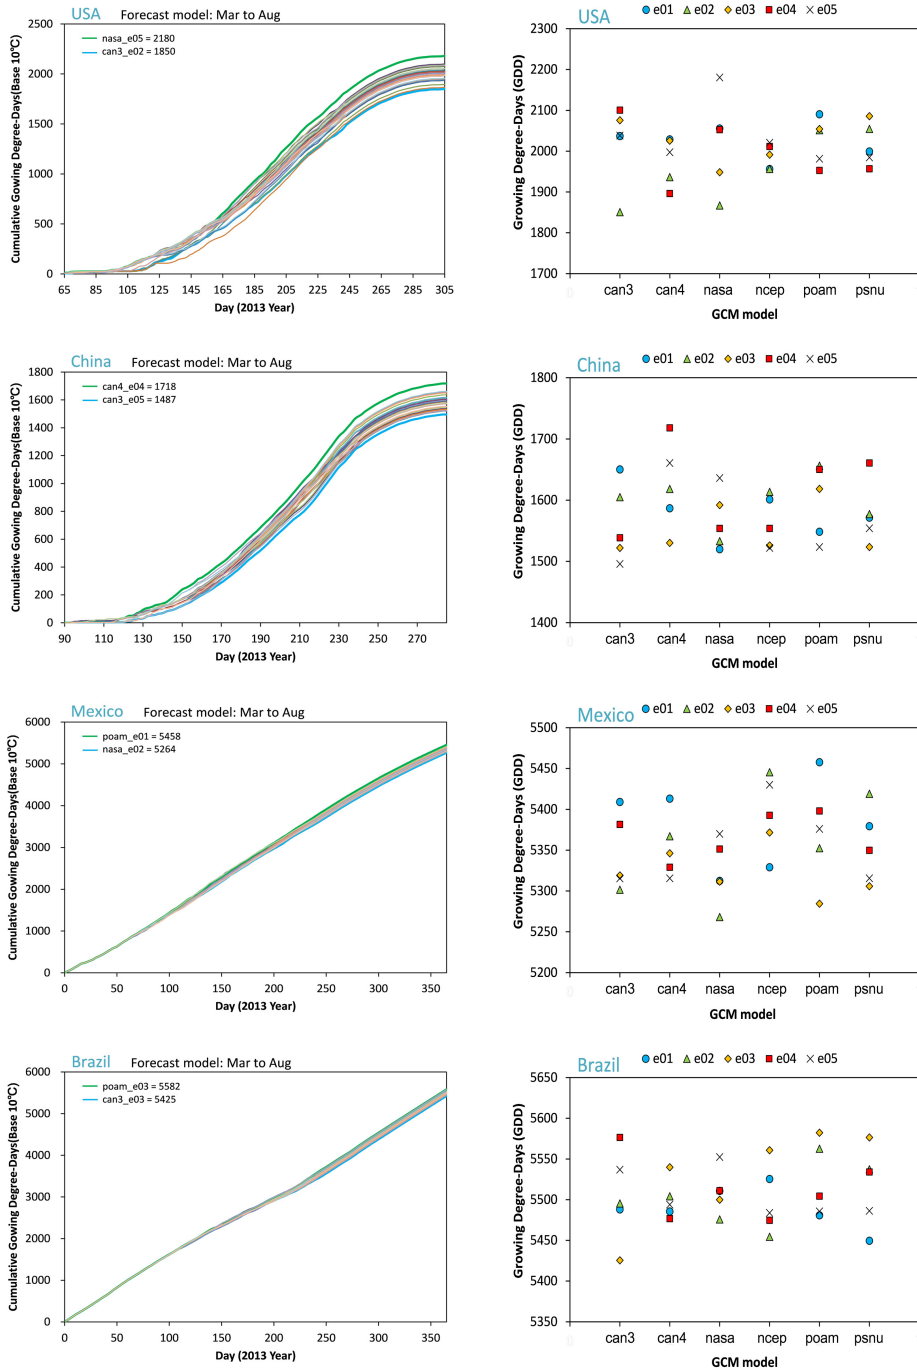 USA Forecast model: Mar to Aug
nasa_e05 = 2180
can3_e02 = 1850
Cumulative Gowing Degree-Days(Base 10℃)
2500
2000
1500
1000
500
0
65 85 105 125 145 165 185 205 225 245 265 285 305
Day (2013 Year)
USA e01 e02 e03 e04 e05
Growing Degree-Days (GDD)
2300
2200
2100
2000
1900
1800
1700
can3 can4 nasa ncep poam psnu
GCM model
China Forecast model: Mar to Aug
can4_e04 = 1718
can3_e05 = 1487
Cumulative Gowing Degree-Days(Base 10℃)
1800
1600
1400
1200
1000
800
600
400
200
0
90 110 130 150 170 190 210 230 250 270
Day (2013 Year)
China e01 e02 e03 e04 e05
Growing Degree-Days (GDD)
1800
1700
1600
1500
1400
can3 can4 nasa ncep poam psnu
GCM model
Mexico Forecast model: Mar to Aug
poam_e01 = 5458
nasa_e02 = 5264
Cumulative Gowing Degree-Days(Base 10℃)
6000
5000
4000
3000
2000
1000
0
0 50 100 150 200 250 300 350
Day (2013 Year)
Mexico e01 e02 e03 e04 e05
Growing Degree-Days (GDD)
5500
5450
5400
5350
5300
5250
5200
can3 can4 nasa ncep poam psnu
GCM model
Brazil Forecast model: Mar to Aug
poam_e03 = 5582
can3_e03 = 5425
Cumulative Gowing Degree-Days(Base 10℃)
6000
5000
4000
3000
2000
1000
0
0 50 100 150 200 250 300 350
Day (2013 Year)
Brazil e01 e02 e03 e04 e05
Growing Degree-Days (GDD)
5650
5600
5550
5500
5450
5400
5350
can3 can4 nasa ncep poam psnu
GCM model